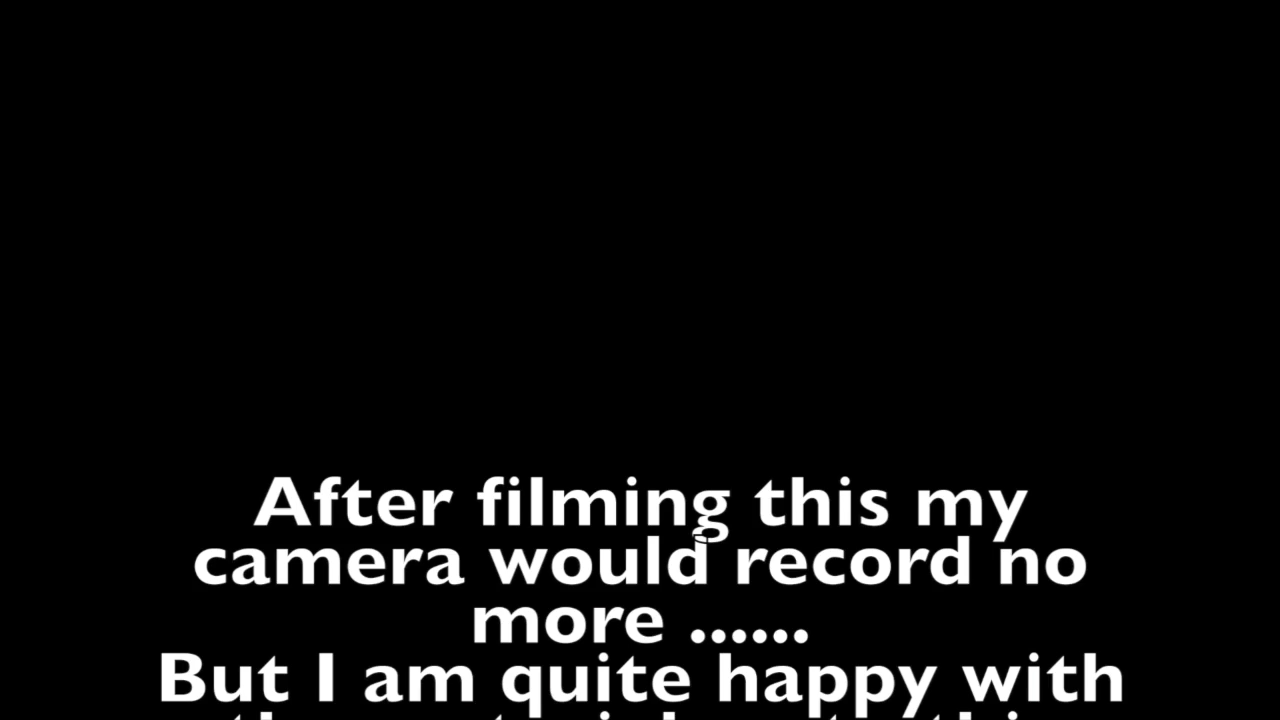 After filming this my
camera would record no
more ......
But I am quite happy with